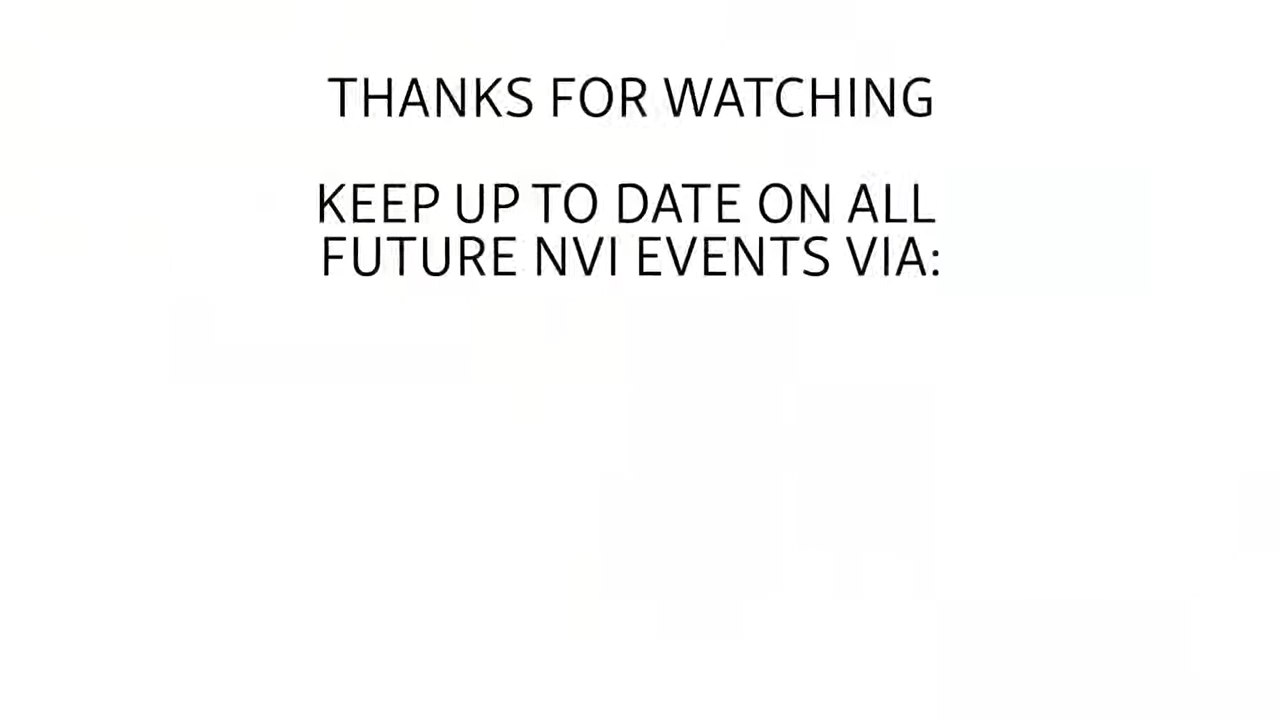 THANKS FOR WATCHING
KEEP UP TO DATE ON ALL
FUTURE NVI EVENTS VIA: